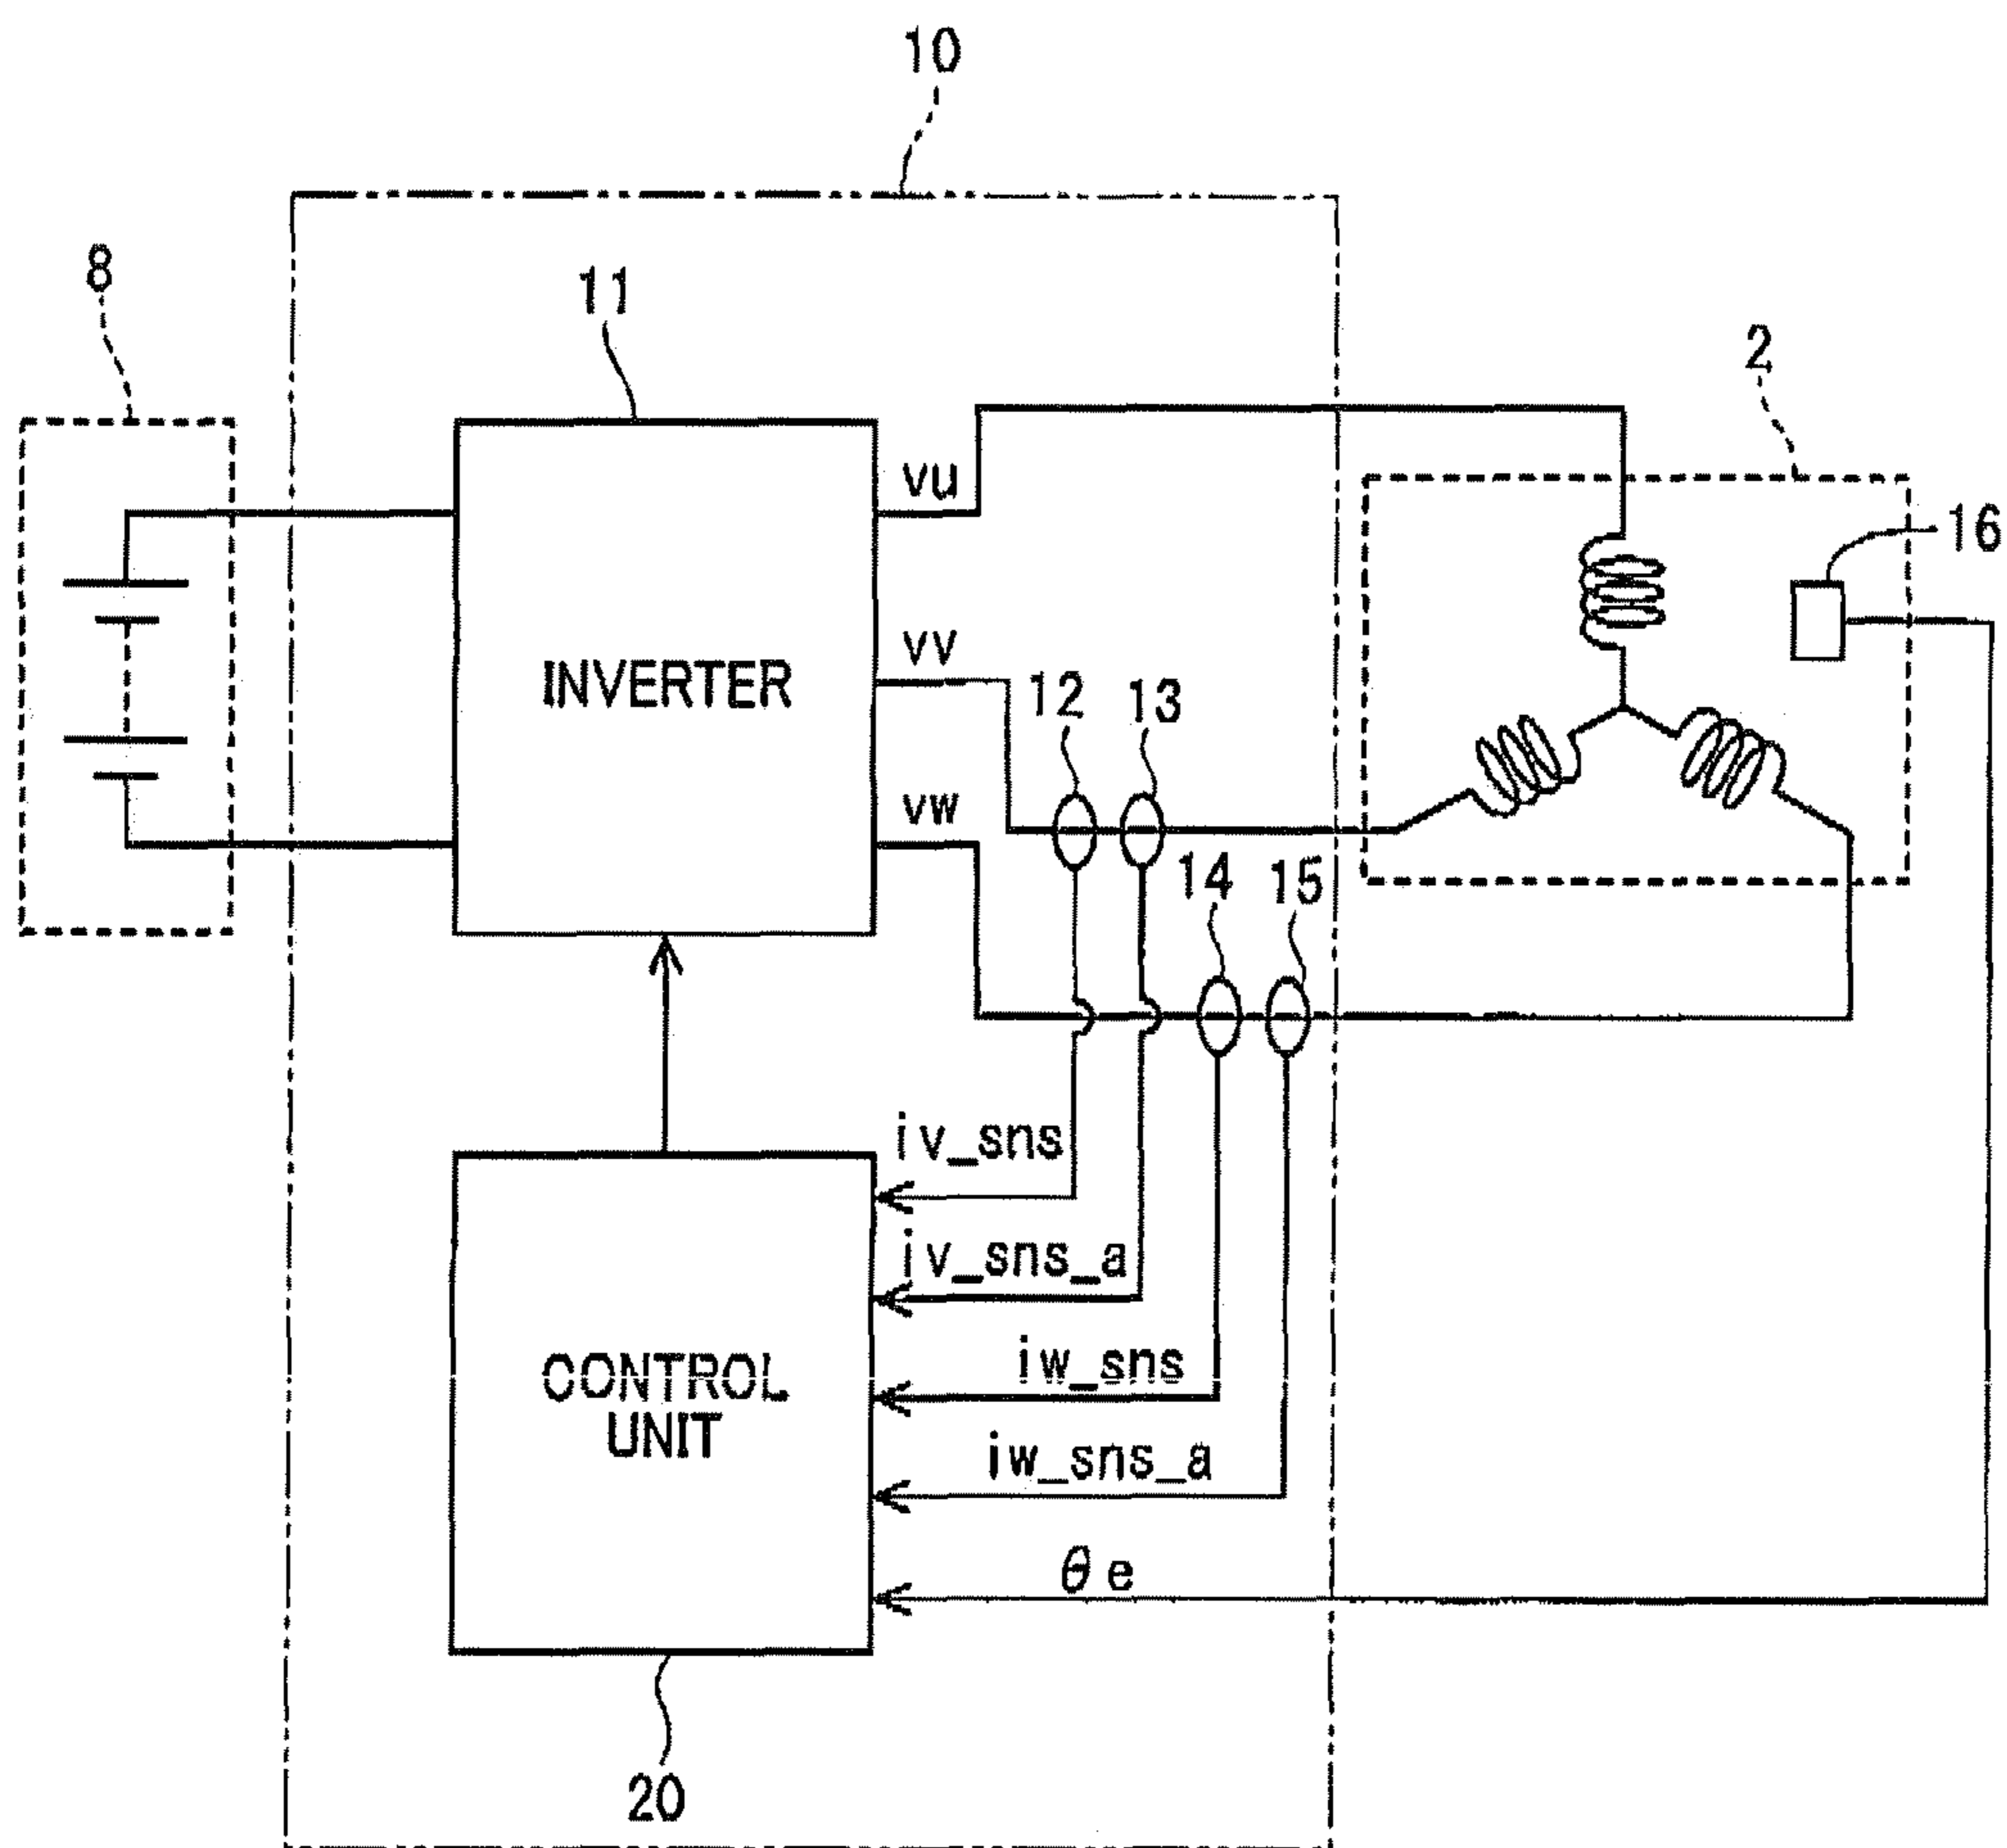 10
8
11
2
vu
16
INVERTER
vv
12
13
vw
14
15
iv_sns
iv_sns_a
iw_sns
CONTROL
UNIT
iw_sns_a
θe
20